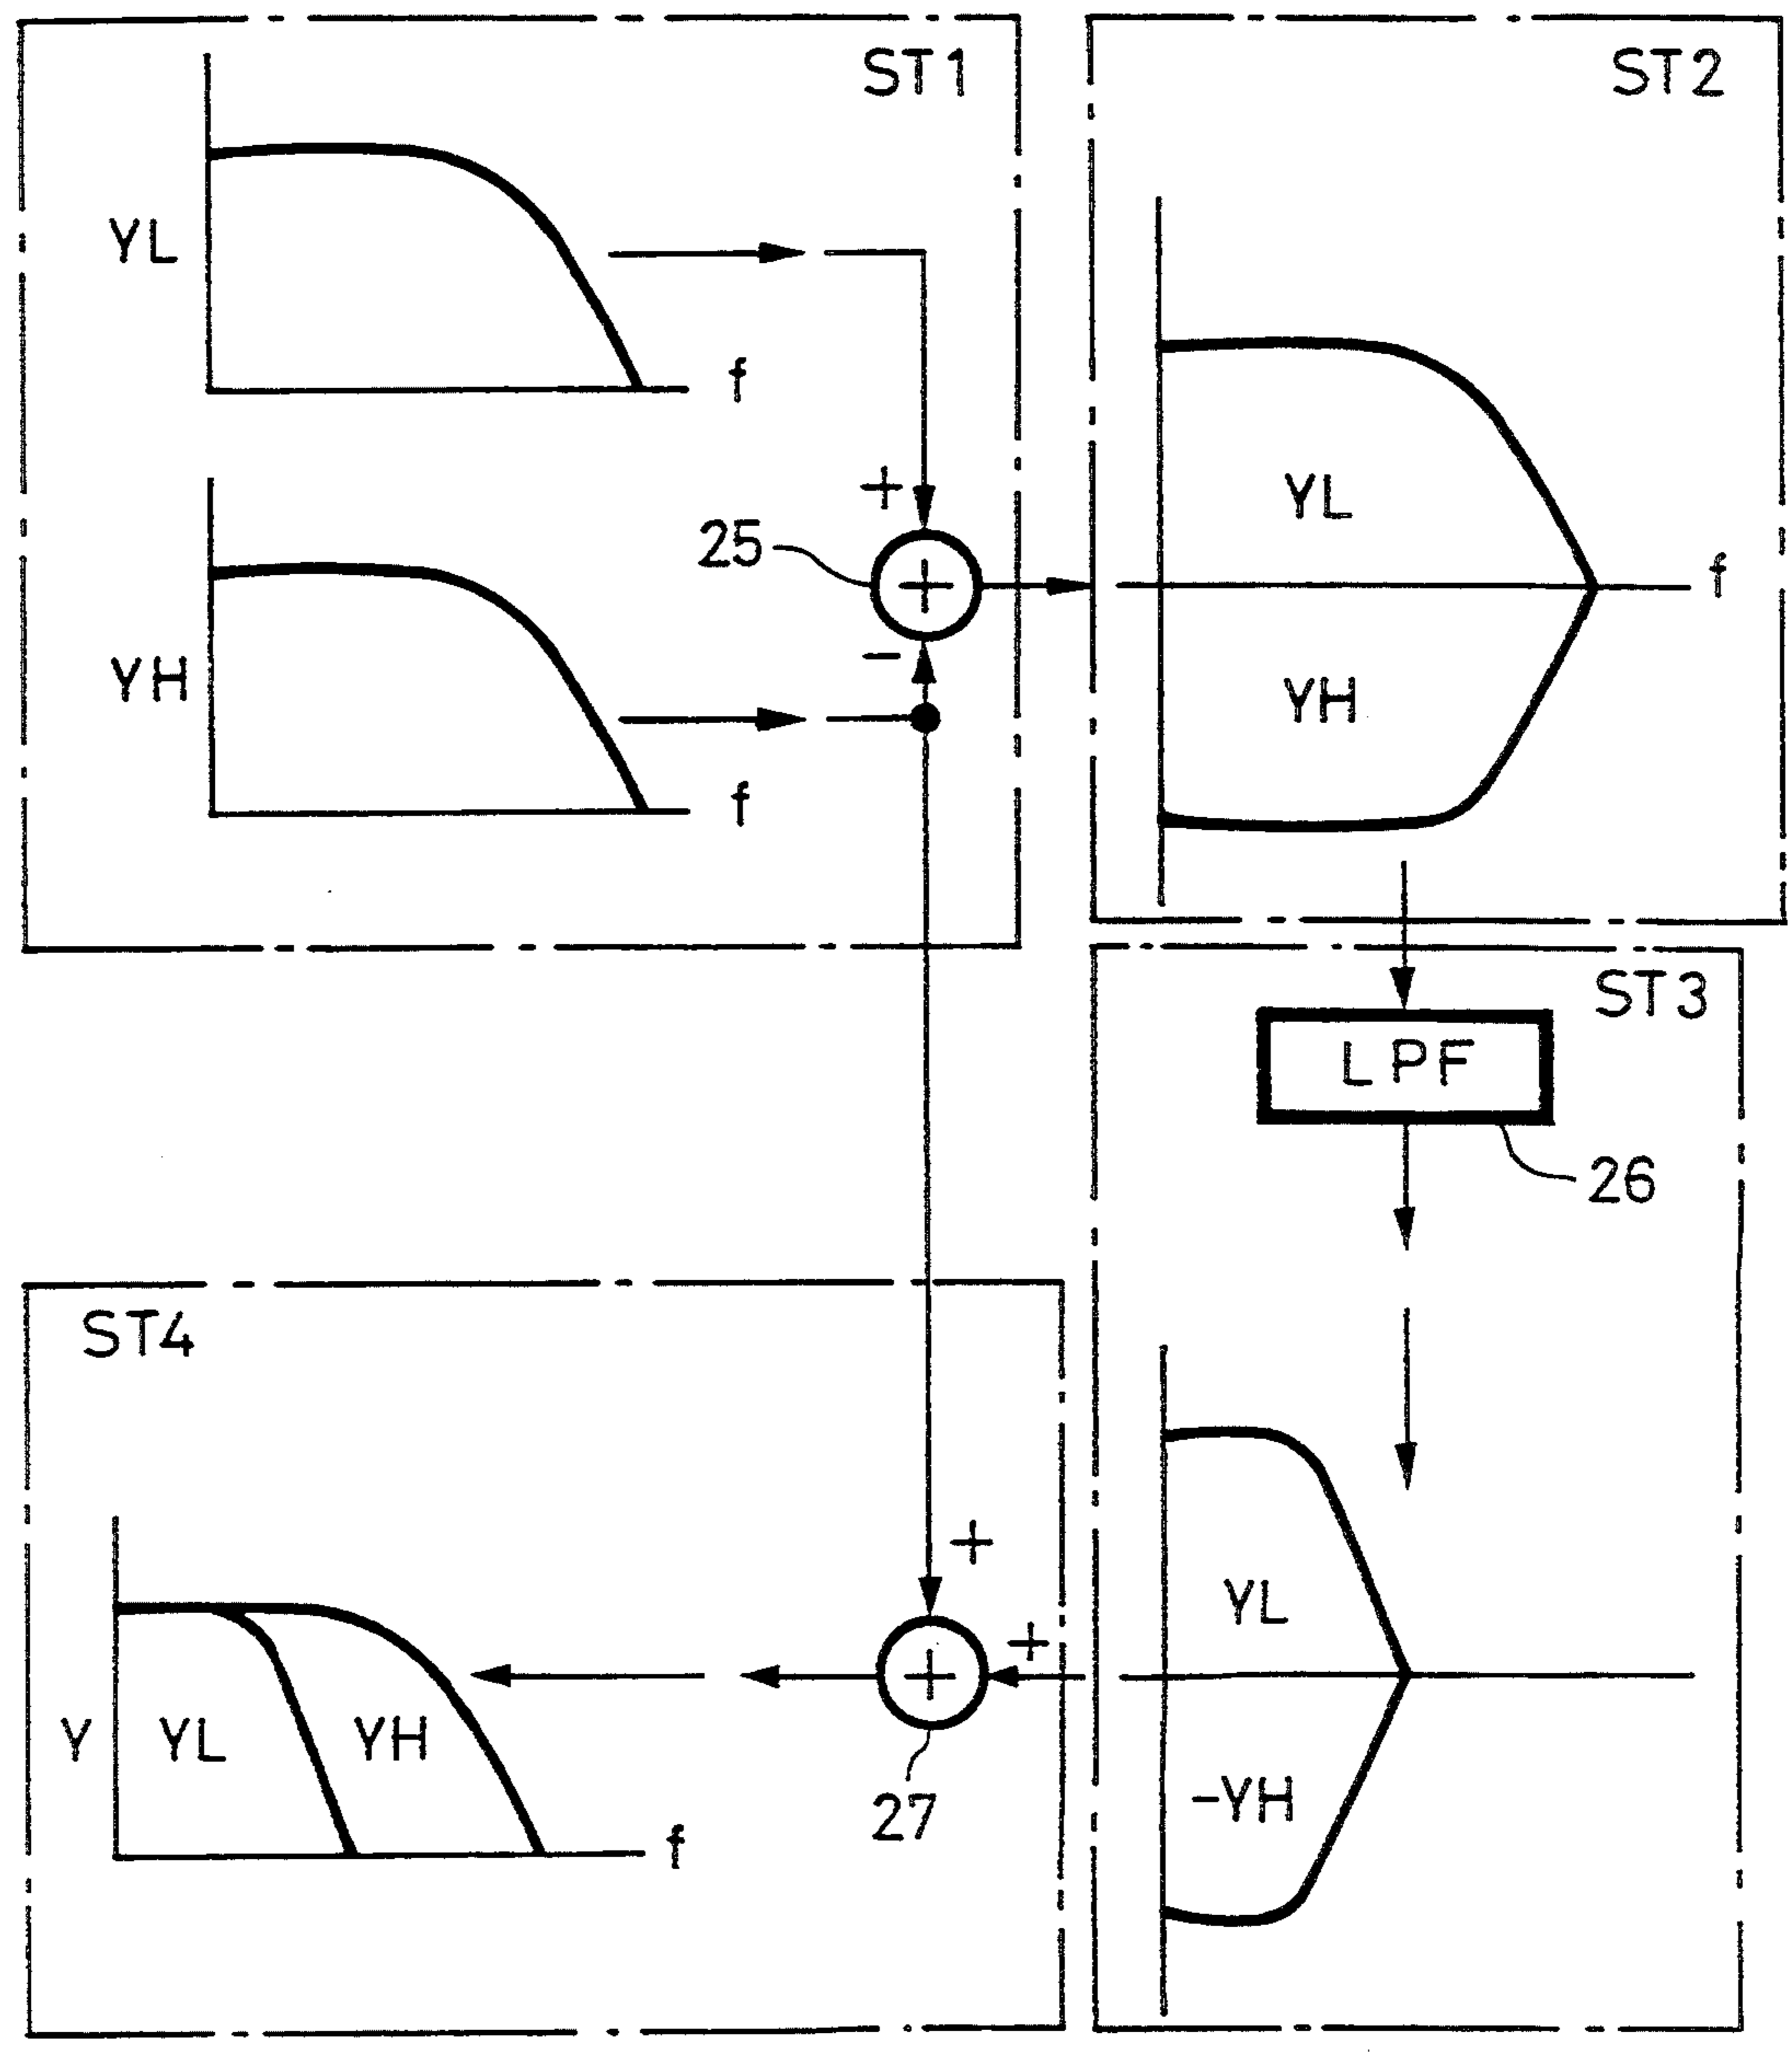 ST1
YL
f
+
25
+
-
YH
f
ST2
YL
f
YH
ST3
LPF
26
YL
-YH
ST4
+
+
+
27
Y
YL
YH
f